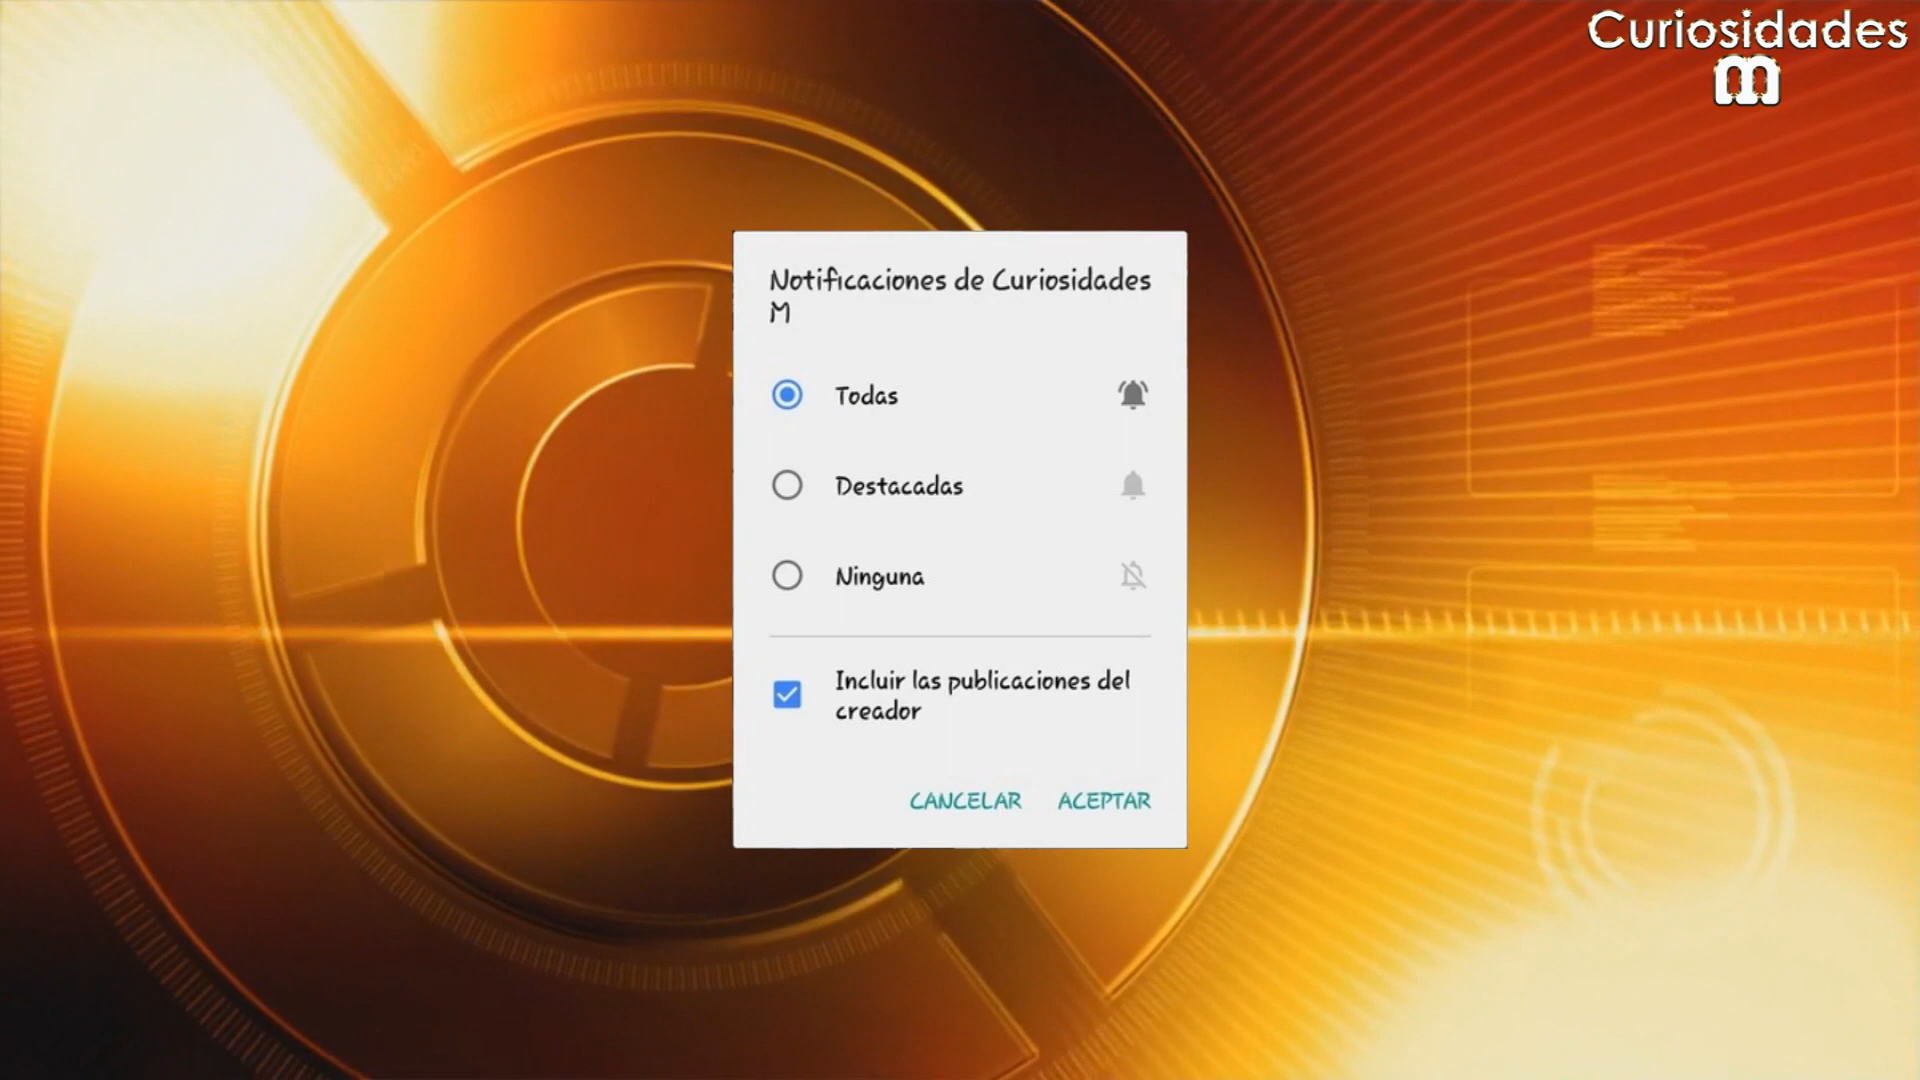 Curiosidades
m
Notificaciones de Curiosidades
M
Todas
Destacadas
Ninguna
Incluir las publicaciones del
creador
CANCELAR ACEPTAR